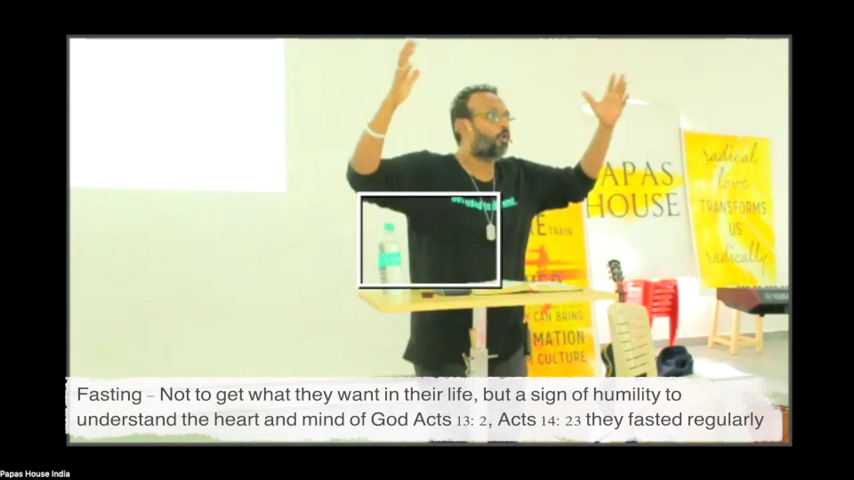 APAS
HOUSE
radical
love
TRANSFORMS
US
radically
TRAIN
CAN BRING
MATION
CULTURE
Fasting – Not to get what they want in their life, but a sign of humility to
understand the heart and mind of God Acts 13: 2, Acts 14: 23 they fasted regularly
Papas House India